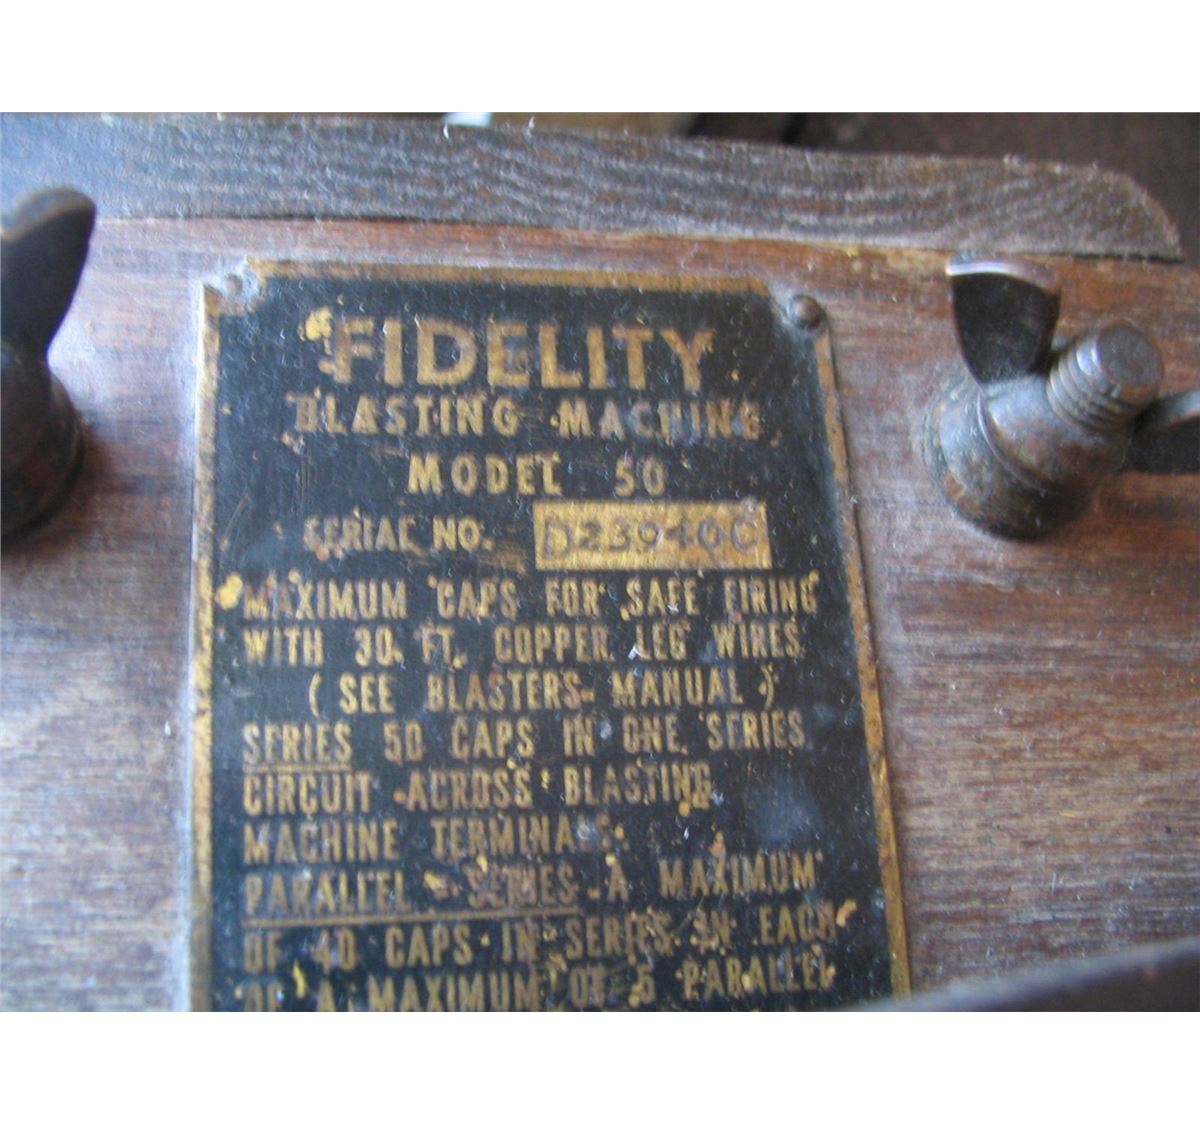 FIDELITY
BLASTING MACHINE
MODEL 50
SERIAL NO. D23940C
MAXIMUM CAPS FOR SAFE FIRING
WITH 30 FT. COPPER LEG WIRES
( SEE BLASTERS MANUAL )
SERIES 50 CAPS IN ONE SERIES
CIRCUIT ACROSS BLASTING
MACHINE TERMINALS.
PARALLEL - SERIES A MAXIMUM
OF 40 CAPS IN SERIES IN EACH
OF A MAXIMUM OF 5 PARALLEL